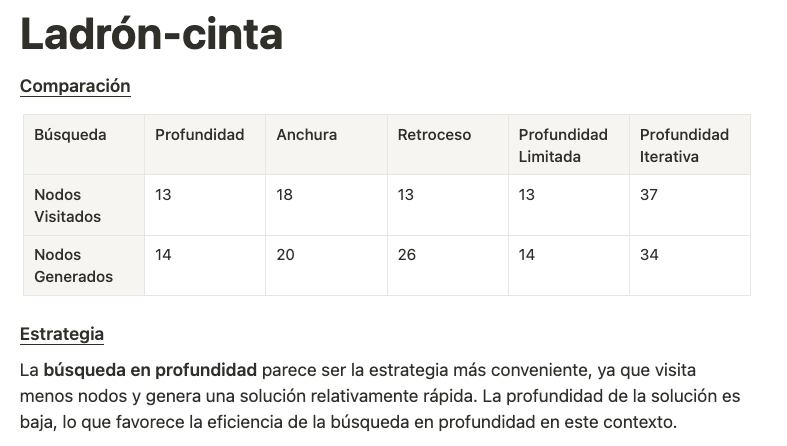 Ladrón-cinta
Comparación
Búsqueda Profundidad Anchura Retroceso Profundidad Limitada Profundidad Iterativa
Nodos Visitados 13 18 13 13 37
Nodos Generados 14 20 26 14 34
Estrategia
La búsqueda en profundidad parece ser la estrategia más conveniente, ya que visita
menos nodos y genera una solución relativamente rápida. La profundidad de la solución es
baja, lo que favorece la eficiencia de la búsqueda en profundidad en este contexto.